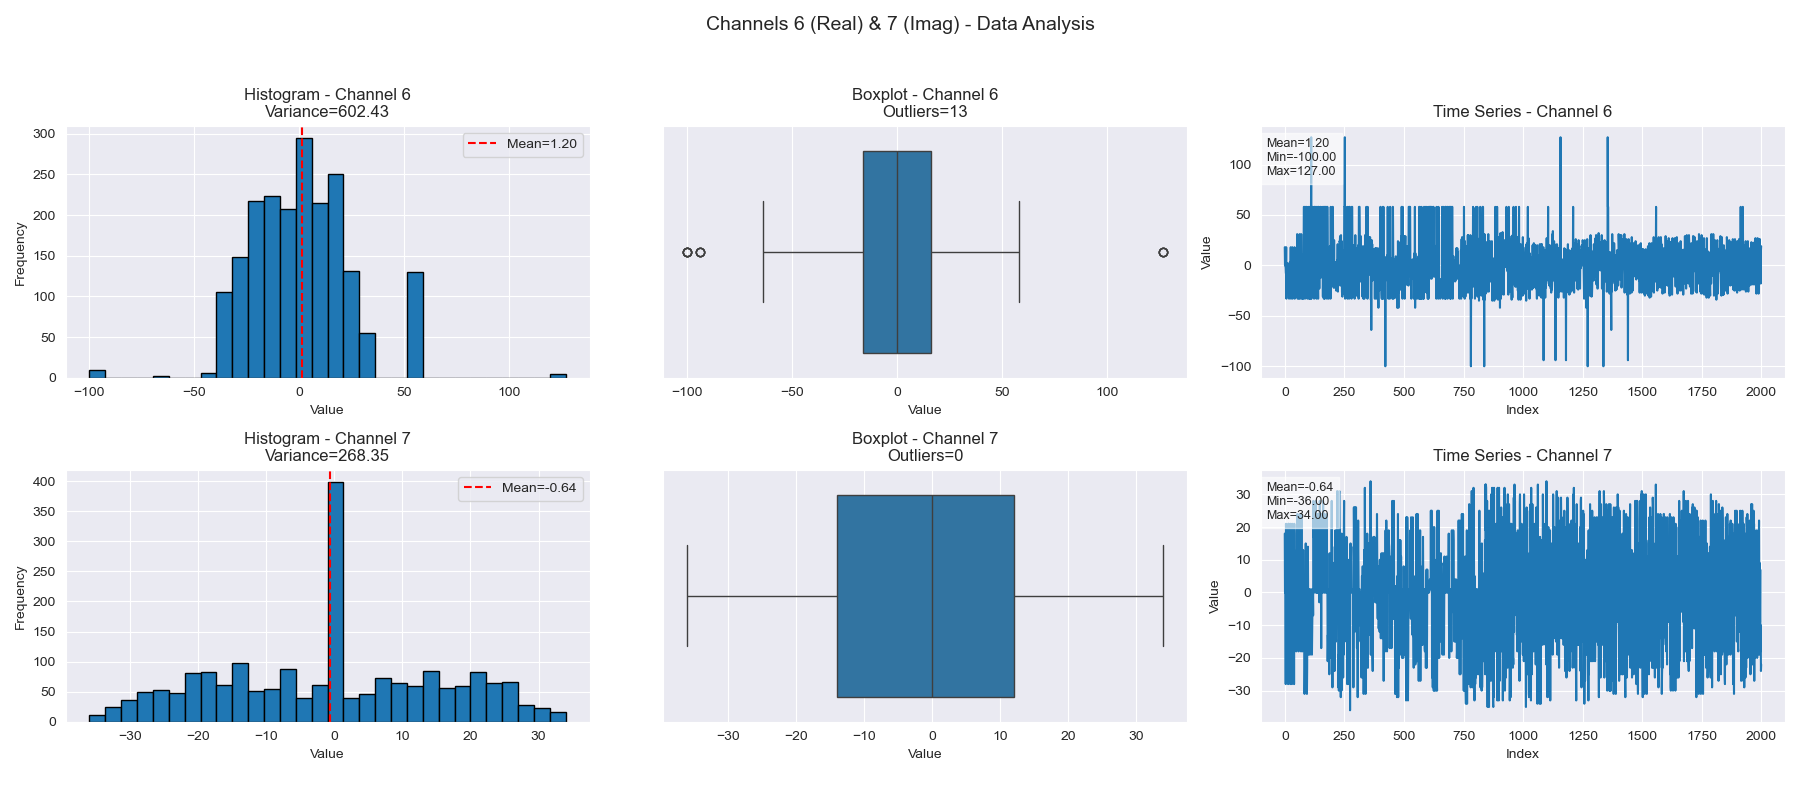 Channels 6 (Real) & 7 (Imag) - Data Analysis
Histogram - Channel 6
Variance=602.43
Mean=1.20
Frequency
300
250
200
150
100
50
0
−100
−50
0
50
100
Value
Boxplot - Channel 6
Outliers=13
−100
−50
0
50
100
Value
Time Series - Channel 6
Mean=1.20
Min=-100.00
Max=127.00
Value
100
50
0
−50
−100
0
250
500
750
1000
1250
1500
1750
2000
Index
Histogram - Channel 7
Variance=268.35
Mean=-0.64
Frequency
400
350
300
250
200
150
100
50
0
−30
−20
−10
0
10
20
30
Value
Boxplot - Channel 7
Outliers=0
−30
−20
−10
0
10
20
30
Value
Time Series - Channel 7
Mean=-0.64
Min=-36.00
Max=34.00
Value
30
20
10
0
−10
−20
−30
0
250
500
750
1000
1250
1500
1750
2000
Index